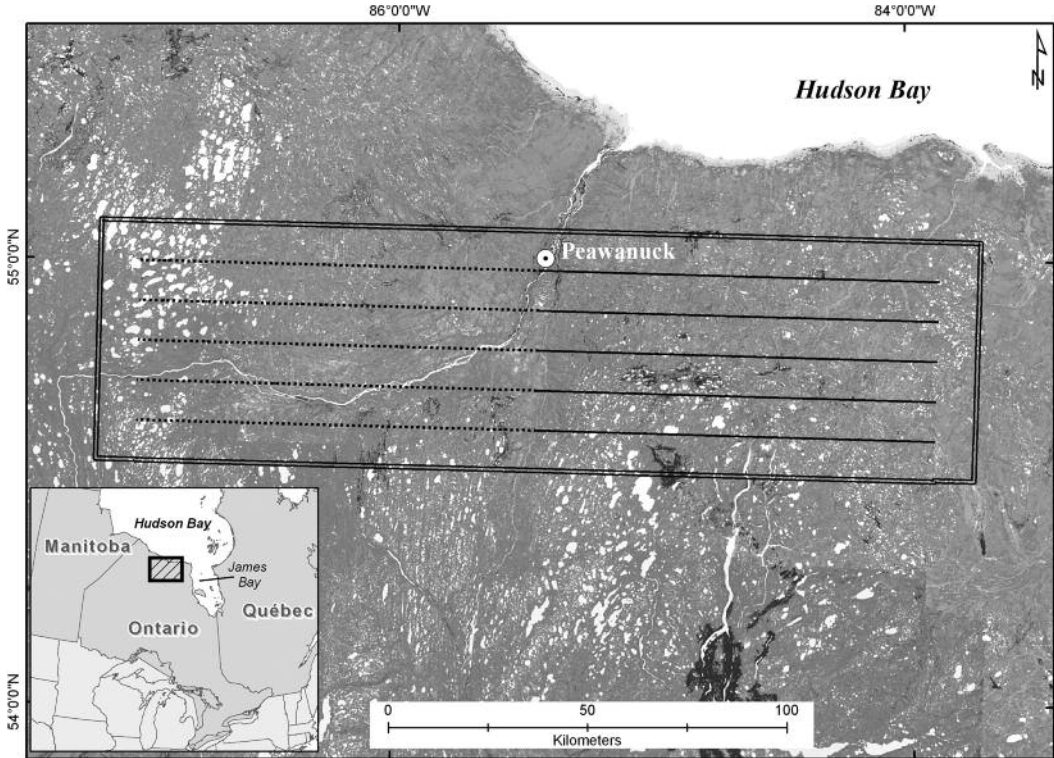 86°0'0"W
84°0'0"W
Hudson Bay
N
55°0'0"N
Peawanuck
54°0'0"N
Hudson Bay
Manitoba
James
Bay
Québec
Ontario
0
50
100
Kilometers